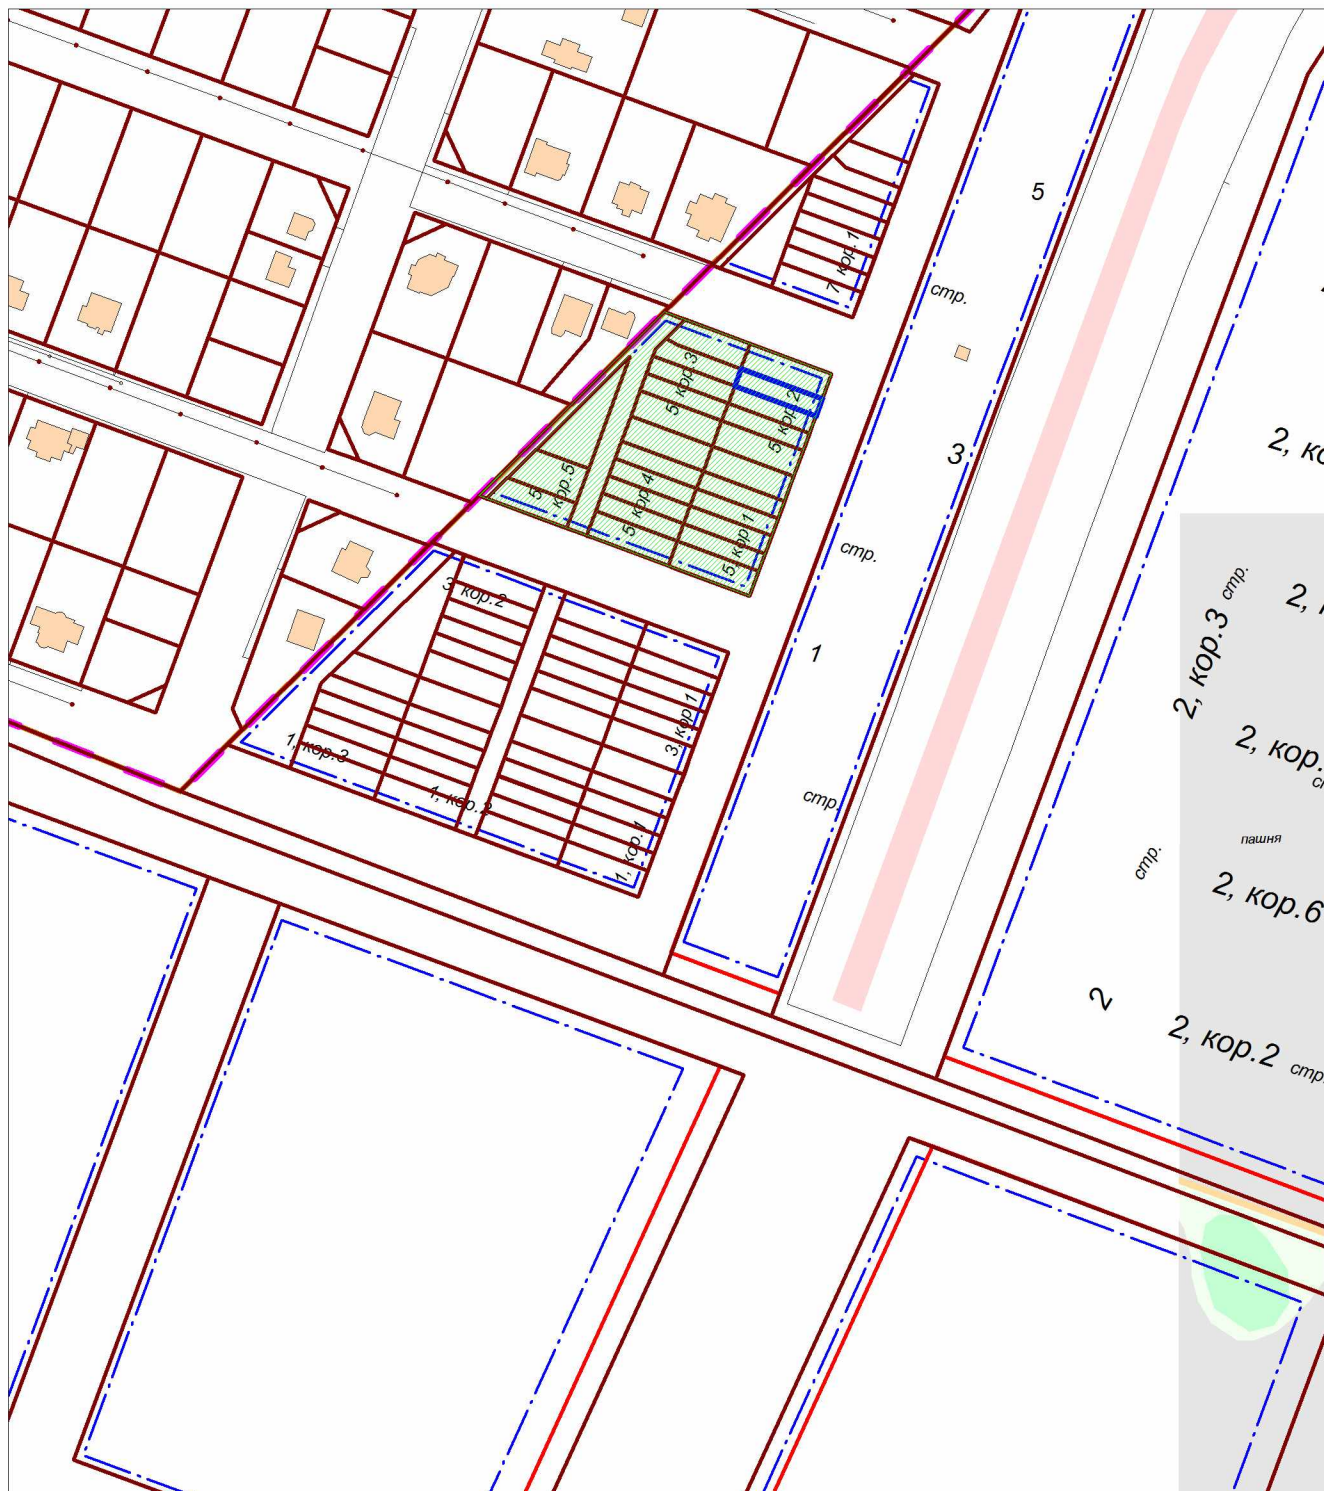 5
7, кор.1
стр.
5, кор.3
5, кор.2
3
2,
5,
кор.5
5, кор.4
5, кор.1
стр.
стр.
2,
3, кор.2
2, кор.3
1
3, кор.1
1, кор.3
2, кор.
1, кор.2
стр.
пашня
1, кор.1
стр.
2, кор.6
2
2, кор.2
стр.